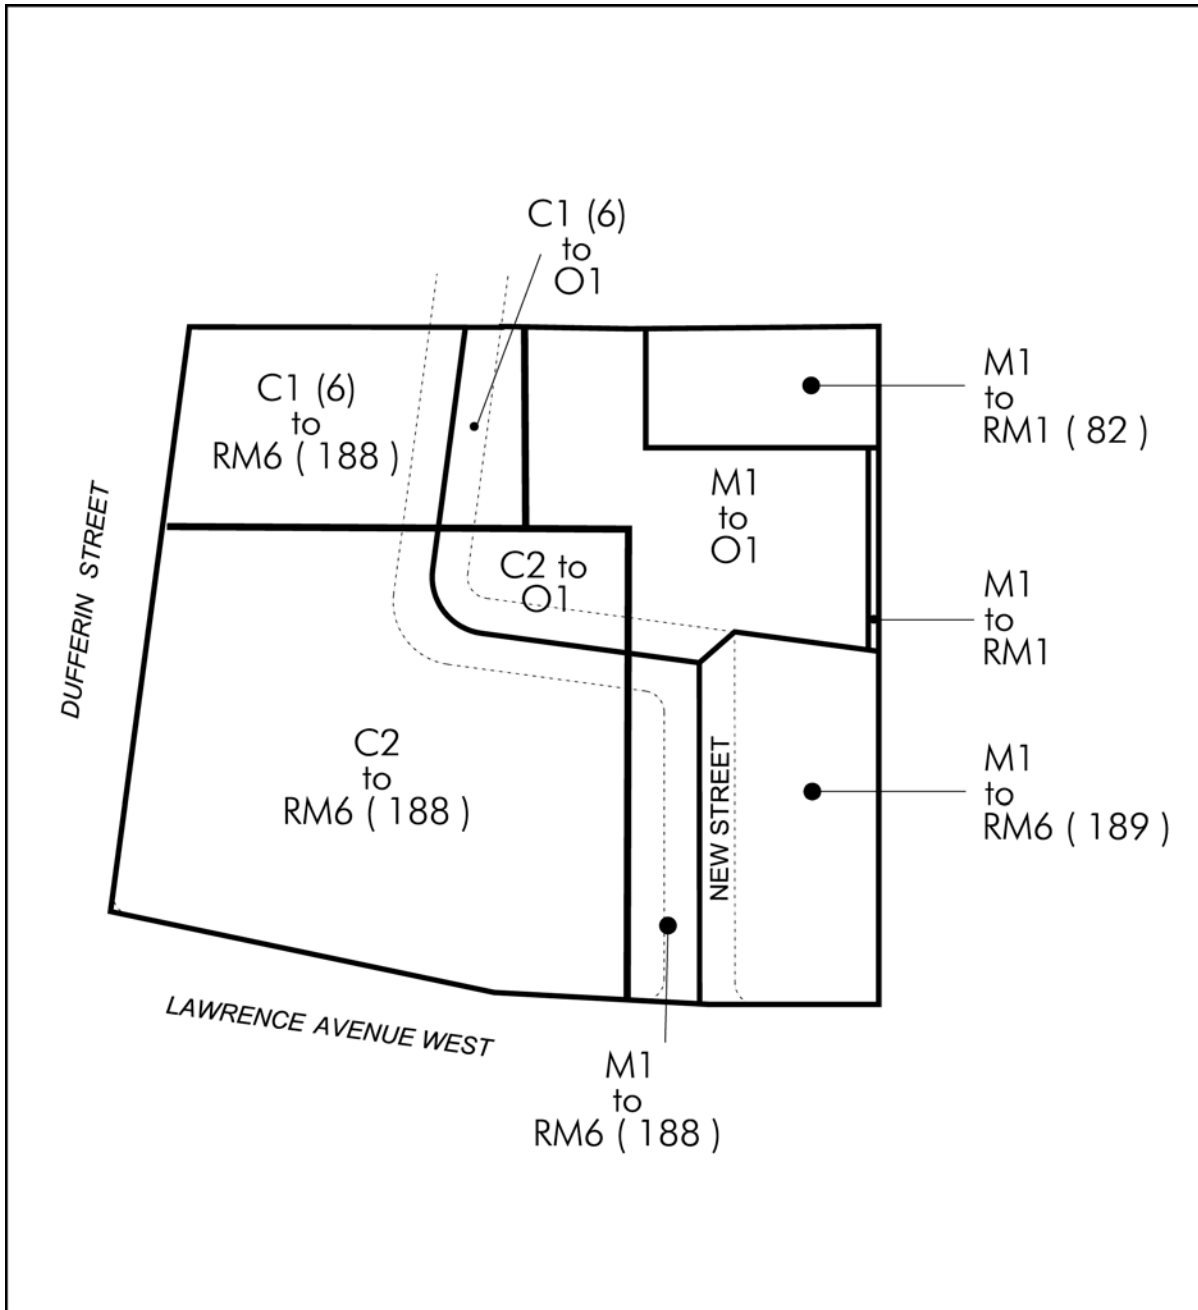 C1 (6)
to
O1
C1 (6)
to
RM6 ( 188 )
M1
to
RM1 ( 82 )
M1
to
O1
C2 to
O1
M1
to
RM1
DUFFERIN STREET
C2
to
RM6 ( 188 )
NEW STREET
M1
to
RM6 ( 189 )
LAWRENCE AVENUE WEST
M1
to
RM6 ( 188 )